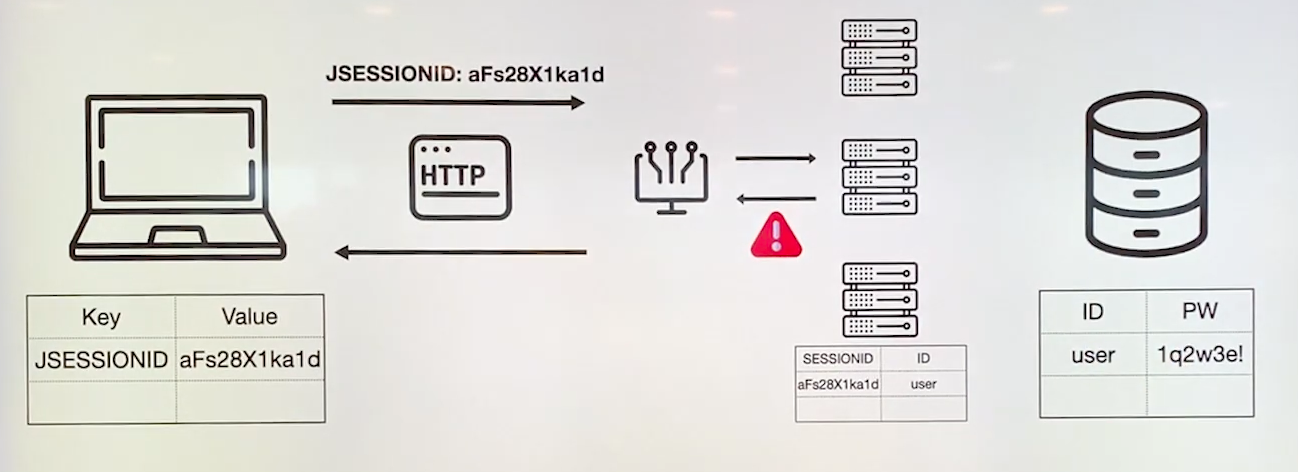 JSESSIONID: aFs28X1ka1d
HTTP
Key Value
JSESSIONID aFs28X1ka1d
SESSIONID ID
aFs28X1ka1d user
ID PW
user 1q2w3e!